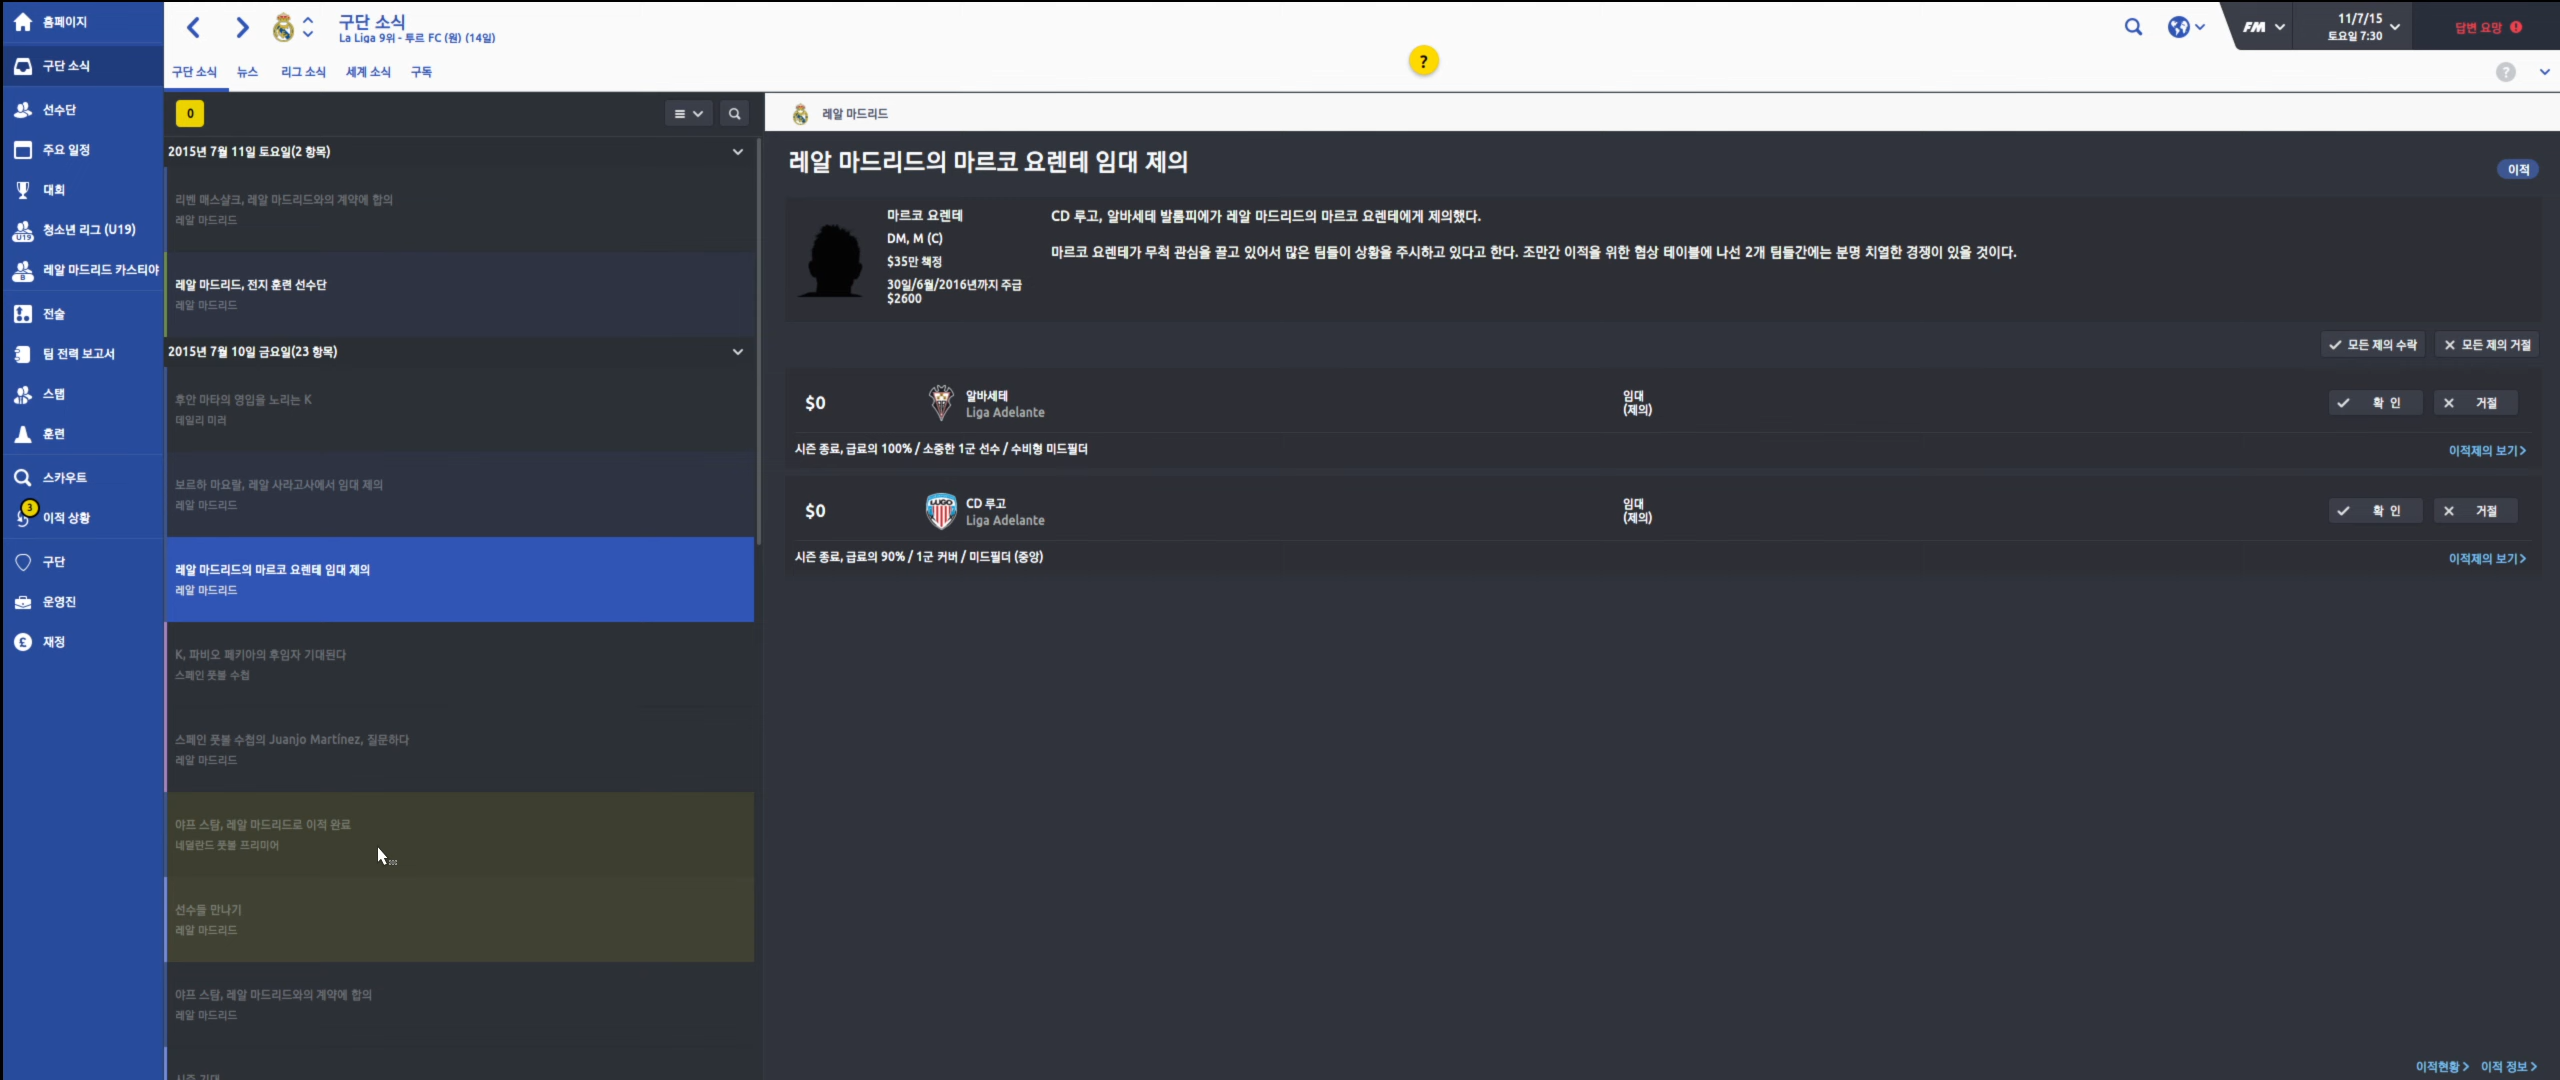 홈페이지
구단 소식
선수단
주요 일정
대회
청소년 리그 (U19)
레알 마드리드 카스티야
전술
팀 전력 보고서
스탭
훈련
스카우트
3
이적 상황
구단
운영진
재정
구단 소식
La Liga 9위 - 투르 FC (원) (14일)
FM
11/7/15
토요일 7:30
답변 요망
구단 소식
뉴스
리그 소식
세계 소식
구독
?
?
0
2015년 7월 11일 토요일(2 항목)
리벤 매스샬크, 레알 마드리드와의 계약에 합의
레알 마드리드
레알 마드리드, 전지 훈련 선수단
레알 마드리드
2015년 7월 10일 금요일(23 항목)
후안 마타의 영입을 노리는 K
데일리 미러
보르하 마요랄, 레알 사라고사에서 임대 제의
레알 마드리드
레알 마드리드의 마르코 요렌테 임대 제의
레알 마드리드
K, 파비오 페키아의 후임자 기대된다
스페인 풋볼 수첩
스페인 풋볼 수첩의 Juanjo Martínez, 질문하다
레알 마드리드
야프 스탐, 레알 마드리드로 이적 완료
네덜란드 풋볼 프리미어
선수들 만나기
레알 마드리드
야프 스탐, 레알 마드리드와의 계약에 합의
레알 마드리드
시즌 기대
레알 마드리드
레알 마드리드의 마르코 요렌테 임대 제의
이적
마르코 요렌테
DM, M (C)
$35만 책정
30일/6월/2016년까지 주급
$2600
CD 루고, 알바세테 발롬피에가 레알 마드리드의 마르코 요렌테에게 제의했다.
마르코 요렌테가 무척 관심을 끌고 있어서 많은 팀들이 상황을 주시하고 있다고 한다. 조만간 이적을 위한 협상 테이블에 나선 2개 팀들간에는 분명 치열한 경쟁이 있을 것이다.
모든 제의 수락
모든 제의 거절
$0
알바세테
Liga Adelante
임대
(제의)
확 인
거절
시즌 종료, 급료의 100% / 소중한 1군 선수 / 수비형 미드필더
이적제의 보기>
$0
CD 루고
Liga Adelante
임대
(제의)
확 인
거절
시즌 종료, 급료의 90% / 1군 커버 / 미드필더 (중앙)
이적제의 보기>
이적현황>
이적 정보>